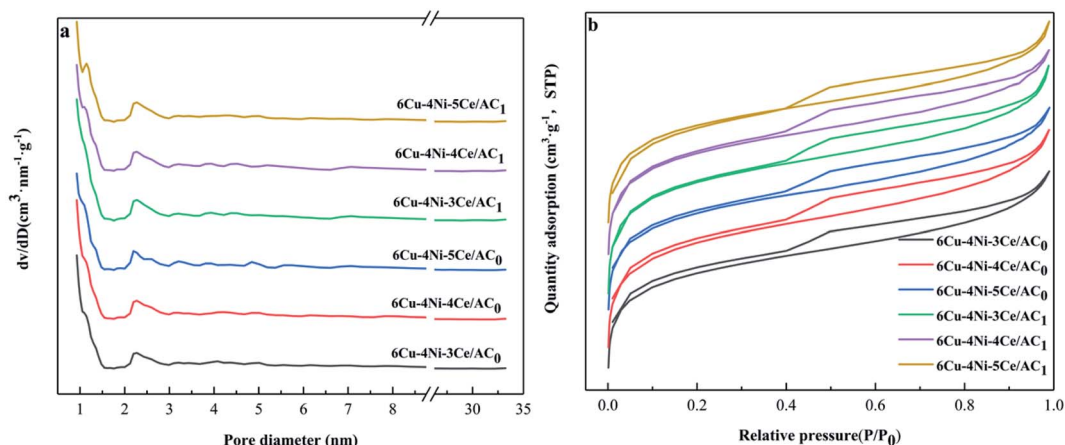 a
dv/dD(cm³·nm⁻¹·g⁻¹)
6Cu-4Ni-5Ce/AC₁
6Cu-4Ni-4Ce/AC₁
6Cu-4Ni-3Ce/AC₁
6Cu-4Ni-5Ce/AC₀
6Cu-4Ni-4Ce/AC₀
6Cu-4Ni-3Ce/AC₀
1 2 3 4 5 6 7 8 30 35
Pore diameter (nm)
b
Quantity adsorption (cm³·g⁻¹, STP)
6Cu-4Ni-3Ce/AC₀
6Cu-4Ni-4Ce/AC₀
6Cu-4Ni-5Ce/AC₀
6Cu-4Ni-3Ce/AC₁
6Cu-4Ni-4Ce/AC₁
6Cu-4Ni-5Ce/AC₁
0.0 0.2 0.4 0.6 0.8 1.0
Relative pressure(P/P₀)